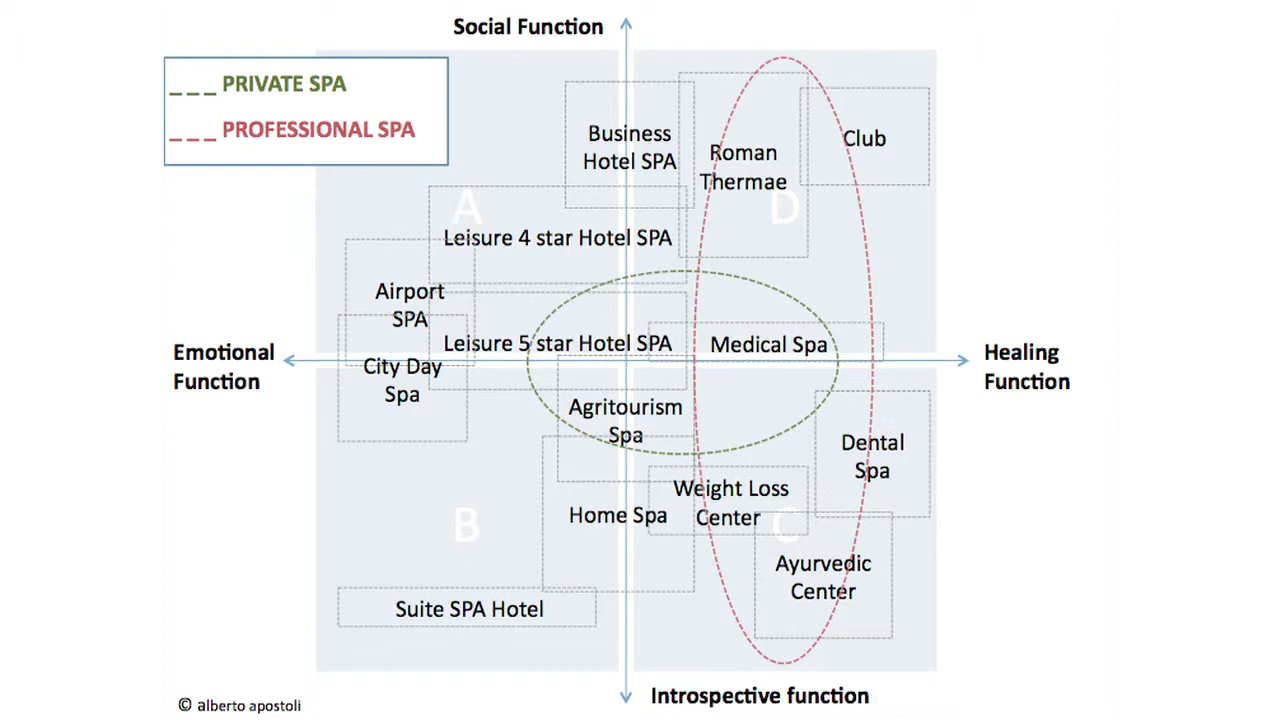 Social Function
_ _ _ PRIVATE SPA
_ _ _ PROFESSIONAL SPA
Business
Hotel SPA
Roman
Thermae
Club
A
D
Leisure 4 star Hotel SPA
Airport
SPA
Leisure 5 star Hotel SPA
Medical Spa
Emotional
Function
Healing
Function
City Day
Spa
Agritourism
Spa
Dental
Spa
Weight Loss
Center
Home Spa
B
C
Ayurvedic
Center
Suite SPA Hotel
Introspective function
© alberto apostoli